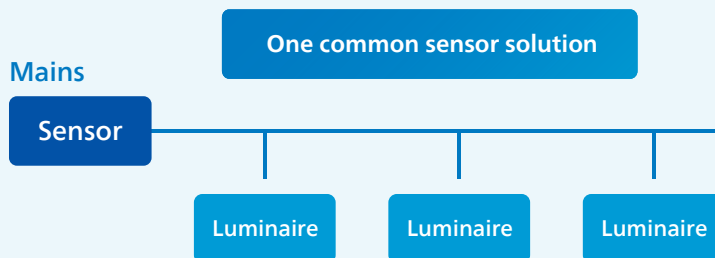 One common sensor solution
Mains
Sensor
Luminaire
Luminaire
Luminaire